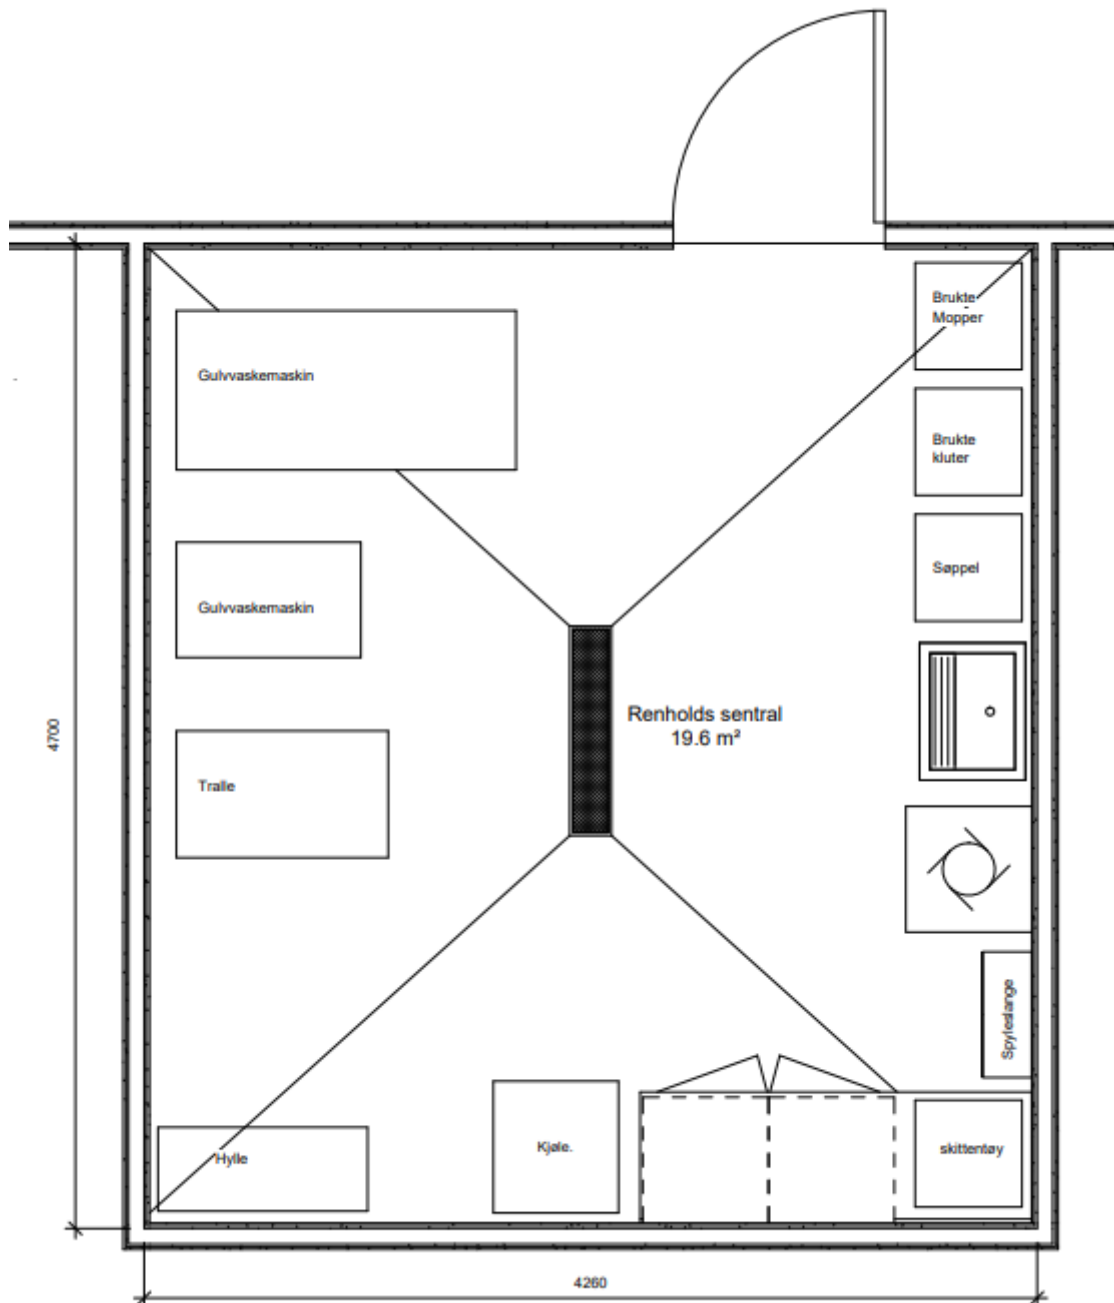 Brukte
Mopper
Gulvvaskemaskin
Brukte
kluter
Søppel
Gulvvaskemaskin
Renholds sentral
19.6 m²
4700
Tralle
Spyleslange
Kjøle.
skittentøy
Hylle
4260